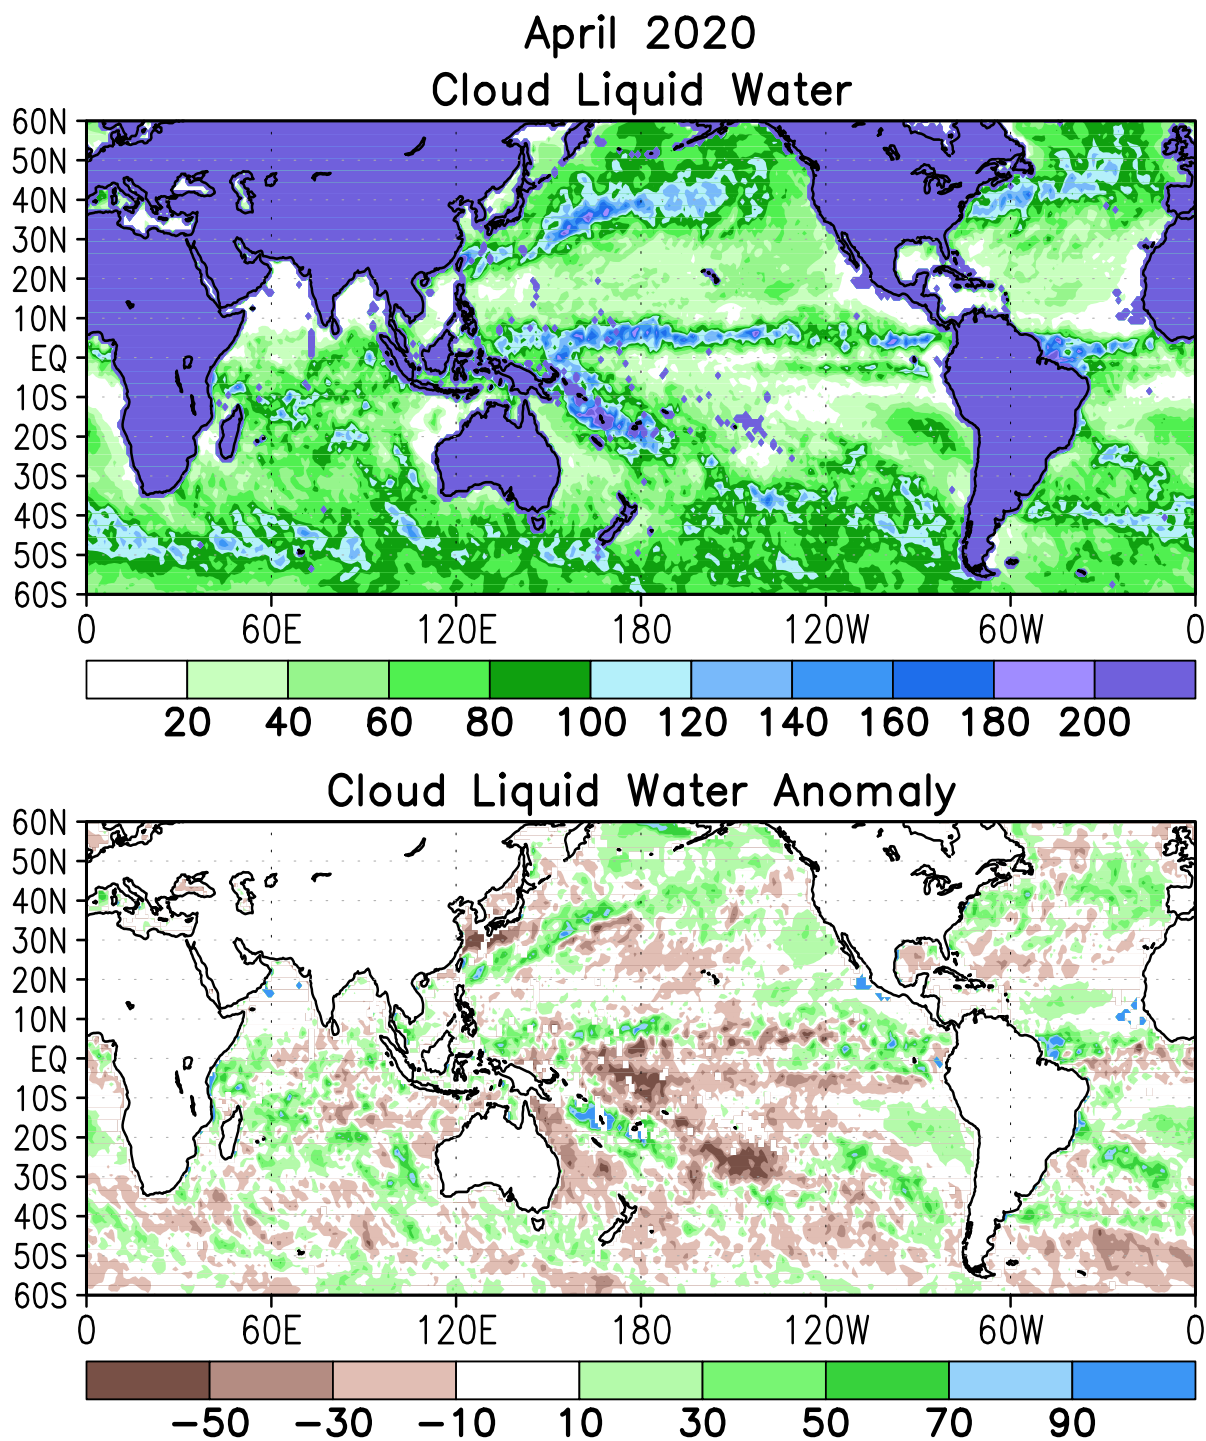 April 2020
Cloud Liquid Water
60N
50N
40N
30N
20N
10N
EQ
10S
20S
30S
40S
50S
60S
0 60E 120E 180 120W 60W 0
20 40 60 80 100 120 140 160 180 200
Cloud Liquid Water Anomaly
60N
50N
40N
30N
20N
10N
EQ
10S
20S
30S
40S
50S
60S
0 60E 120E 180 120W 60W 0
−50 −30 −10 10 30 50 70 90